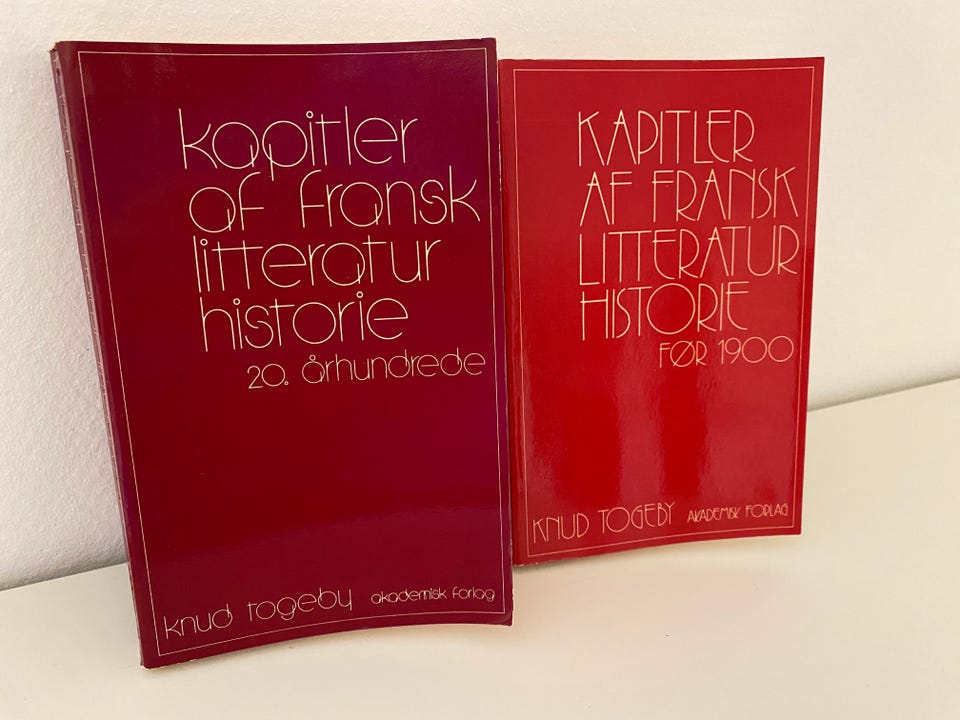 kapitler
af fransk
litteratur
historie
20. århundrede
knud togeby akademisk forlag
KAPITLER
AF FRANSK
LITTERATUR
HISTORIE
FØR 1900
KNUD TOGEBY AKADEMISK FORLAG